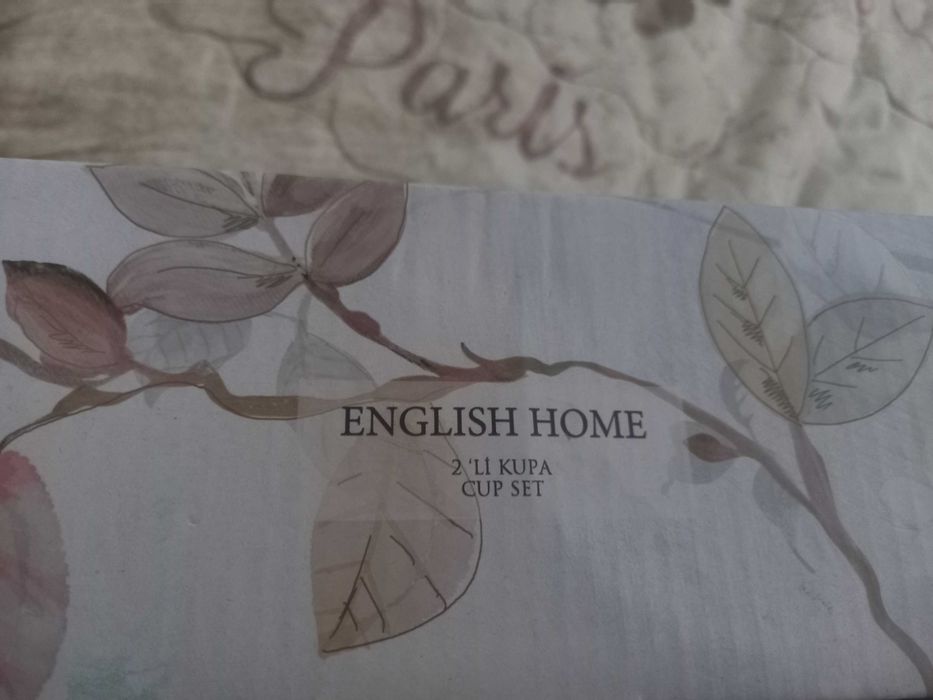 Paris
ENGLISH HOME
2 'Lİ KUPA
CUP SET